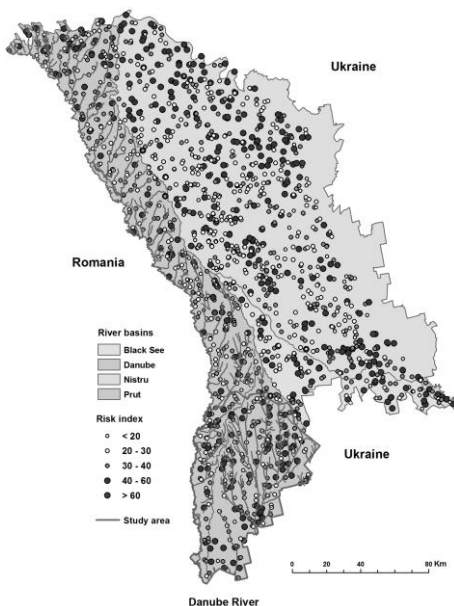 Ukraine
Romania
River basins
Black See
Danube
Nistru
Prut
Risk index
< 20
20 - 30
30 - 40
40 - 60
> 60
Study area
Ukraine
0 20 40 80 Km
Danube River